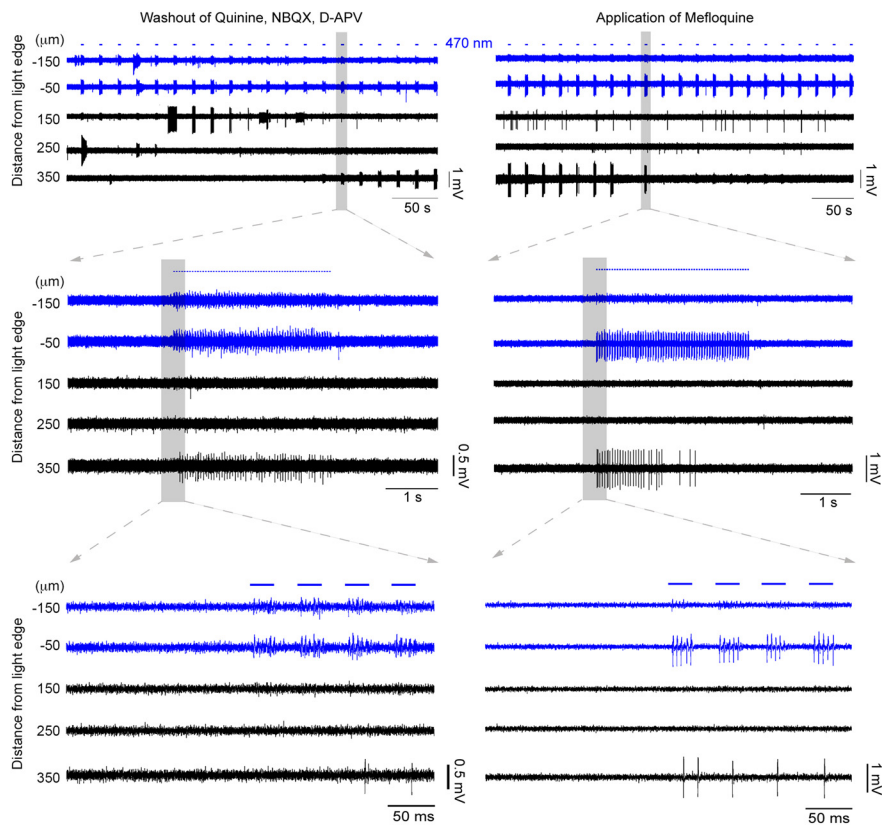 Washout of Quinine, NBQX, D-APV
Application of Mefloquine
Distance from light edge
(μm)
470 nm
-150
-50
150
250
350
1 mV
50 s
1 mV
50 s
Distance from light edge
(μm)
-150
-50
150
250
350
0.5 mV
1 s
1 mV
1 s
Distance from light edge
(μm)
-150
-50
150
250
350
0.5 mV
50 ms
1 mV
50 ms